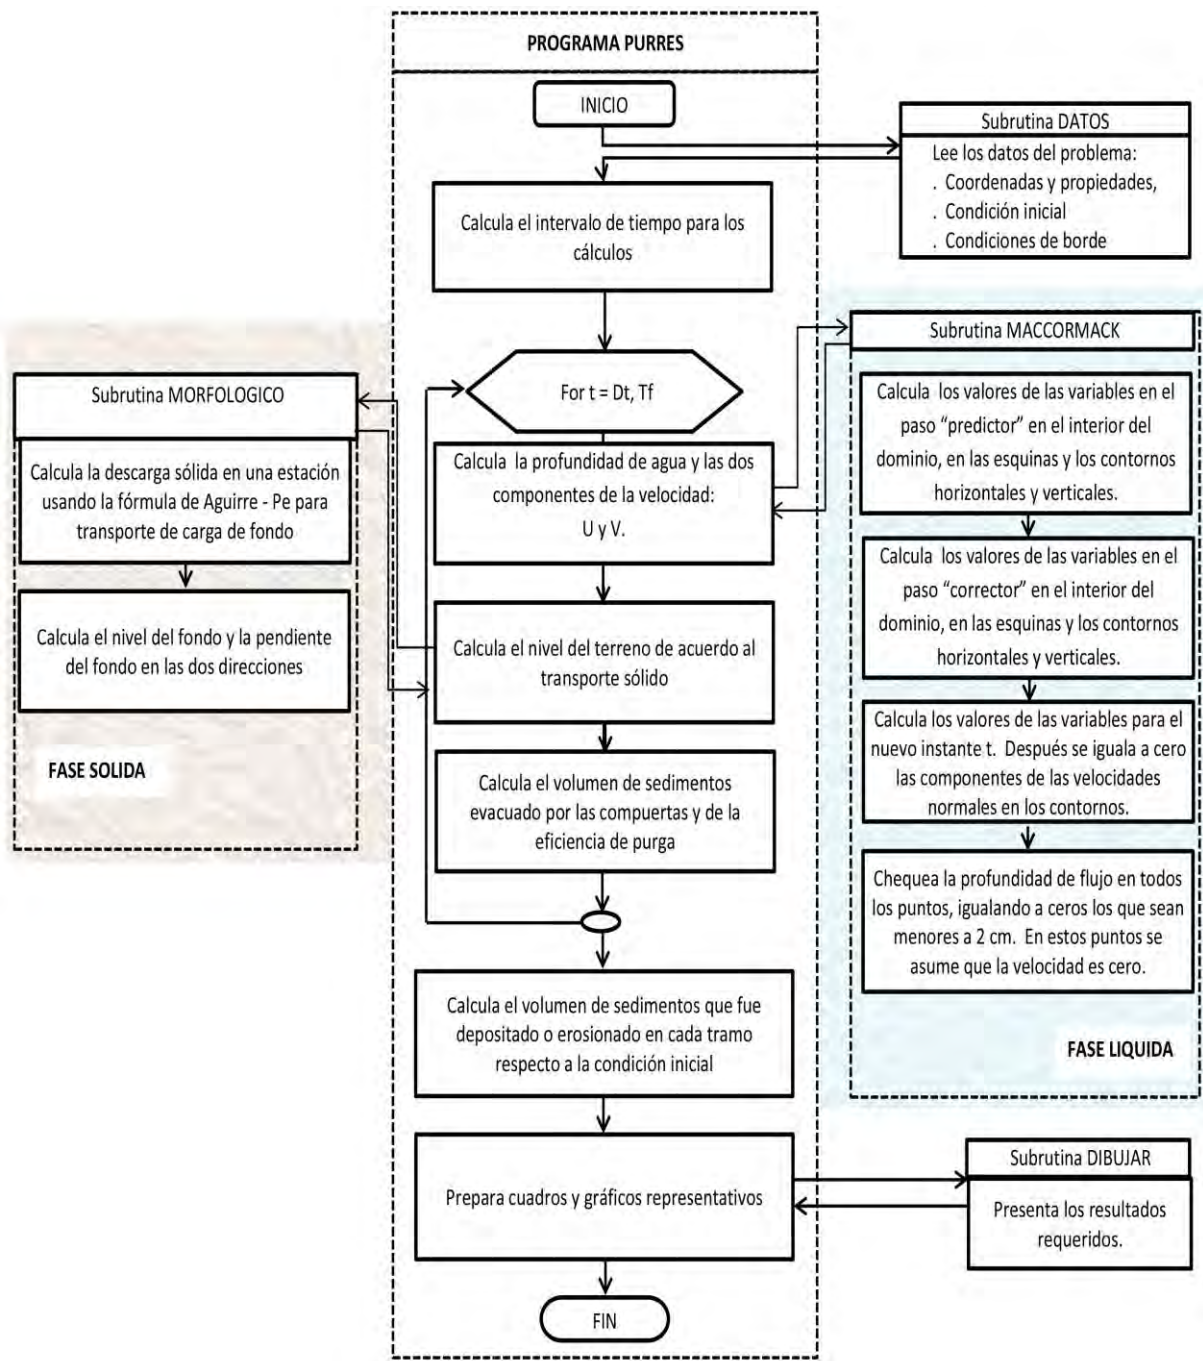 PROGRAMA PURRES
INICIO
Subrutina DATOS
Lee los datos del problema:
. Coordenadas y propiedades,
. Condición inicial
. Condiciones de borde
Calcula el intervalo de tiempo para los
cálculos
For t = Dt, Tf
Subrutina MACCORMACK
Calcula los valores de las variables en el
paso “predictor” en el interior del
dominio, en las esquinas y los contornos
horizontales y verticales.
Calcula los valores de las variables en el
paso “corrector” en el interior del
dominio, en las esquinas y los contornos
horizontales y verticales.
Calcula los valores de las variables para el
nuevo instante t. Después se iguala a cero
las componentes de las velocidades
normales en los contornos.
Chequea la profundidad de flujo en todos
los puntos, igualando a ceros los que sean
menores a 2 cm. En estos puntos se
asume que la velocidad es cero.
FASE LIQUIDA
Subrutina MORFOLOGICO
Calcula la descarga sólida en una estación
usando la fórmula de Aguirre - Pe para
transporte de carga de fondo
Calcula el nivel del fondo y la pendiente
del fondo en las dos direcciones
FASE SOLIDA
Calcula la profundidad de agua y las dos
componentes de la velocidad:
U y V.
Calcula el nivel del terreno de acuerdo al
transporte sólido
Calcula el volumen de sedimentos
evacuado por las compuertas y de la
eficiencia de purga
Calcula el volumen de sedimentos que fue
depositado o erosionado en cada tramo
respecto a la condición inicial
Prepara cuadros y gráficos representativos
Subrutina DIBUJAR
Presenta los resultados
requeridos.
FIN